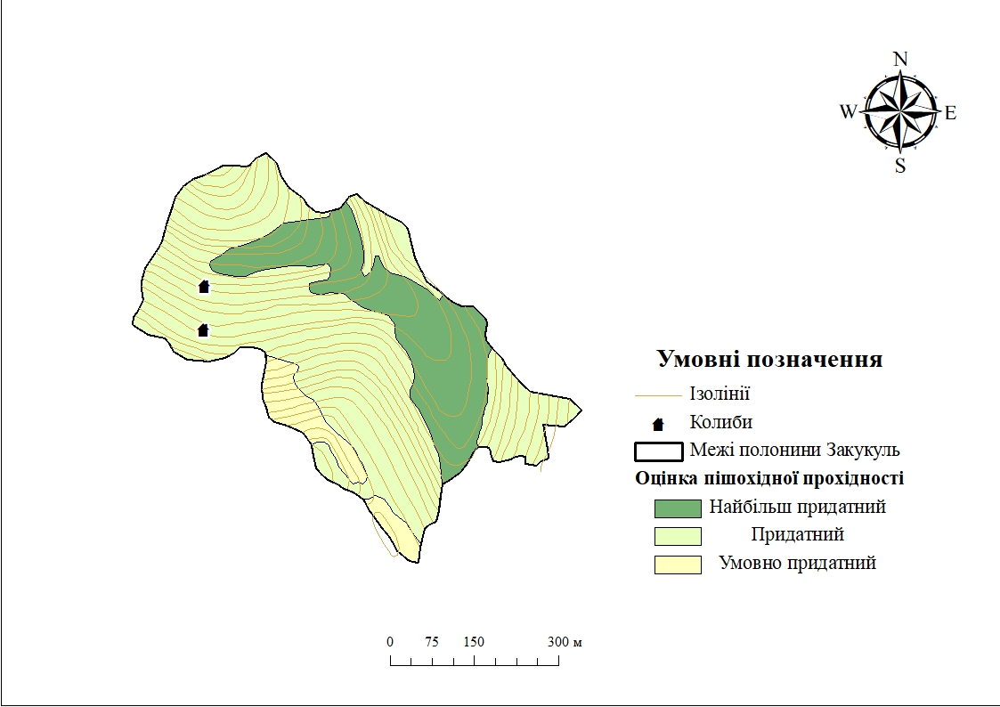 N
W E
S
Умовні позначення
Ізолінії
Колиби
Межі полонини Закукуль
Оцінка пішохідної прохідності
Найбільш придатний
Придатний
Умовно придатний
0 75 150 300 м